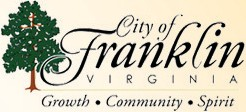 City of
Franklin
VIRGINIA
Growth • Community • Spirit